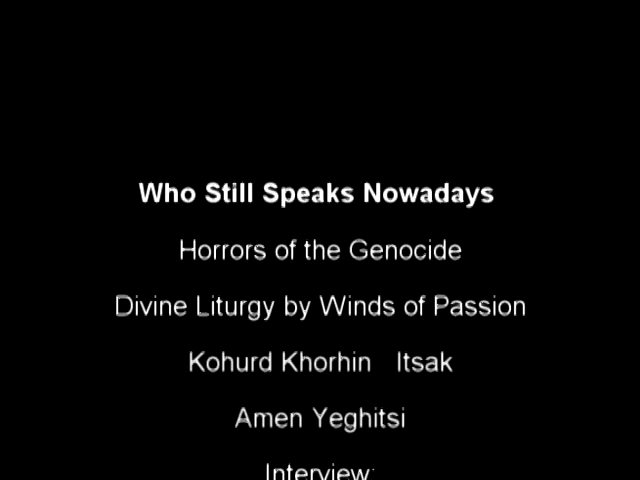 Who Still Speaks Nowadays
Horrors of the Genocide
Divine Liturgy by Winds of Passion
Kohurd Khorhin Itsak
Amen Yeghitsi
Interview: